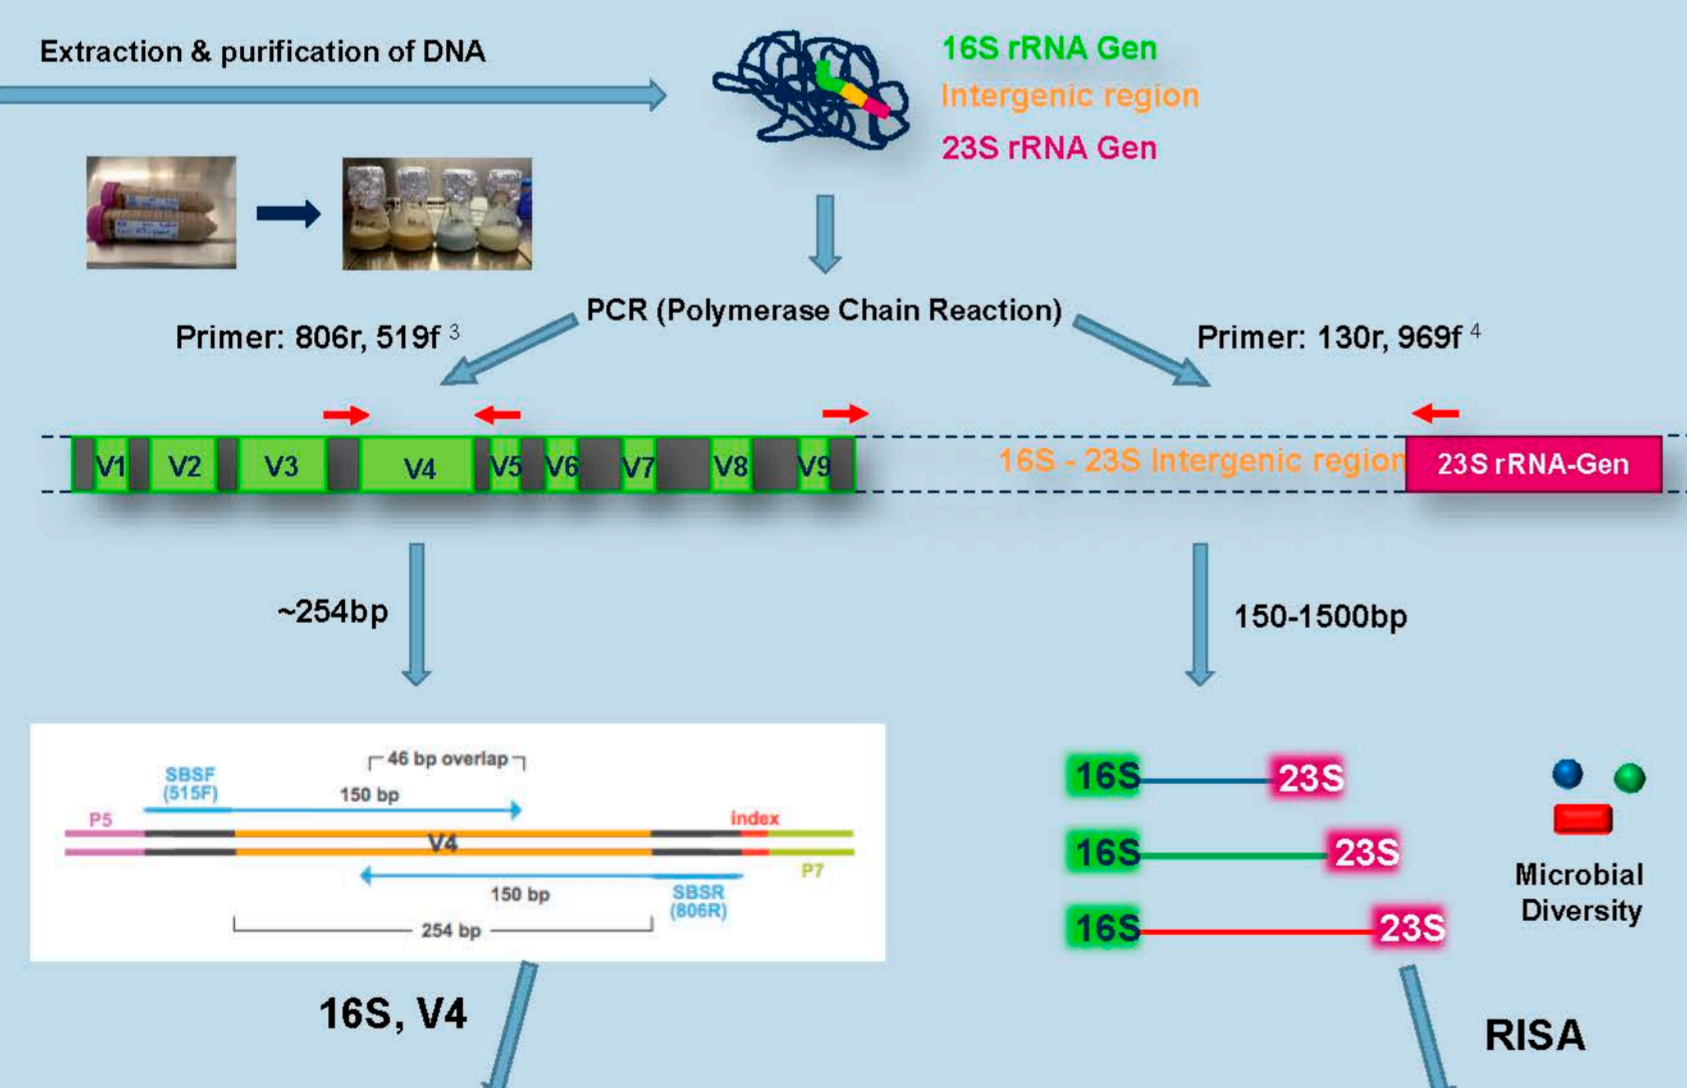 Extraction & purification of DNA
16S rRNA Gen
Intergenic region
23S rRNA Gen
PCR (Polymerase Chain Reaction)
Primer: 806r, 519f 3
Primer: 130r, 969f 4
V1 V2 V3 V4 V5 V6 V7 V8 V9
16S - 23S Intergenic region
23S rRNA-Gen
~254bp
150-1500bp
46 bp overlap
SBSF
(515F)
150 bp
P5
index
V4
P7
150 bp
SBSR
(806R)
254 bp
16S 23S
16S 23S
16S 23S
Microbial
Diversity
16S, V4
RISA